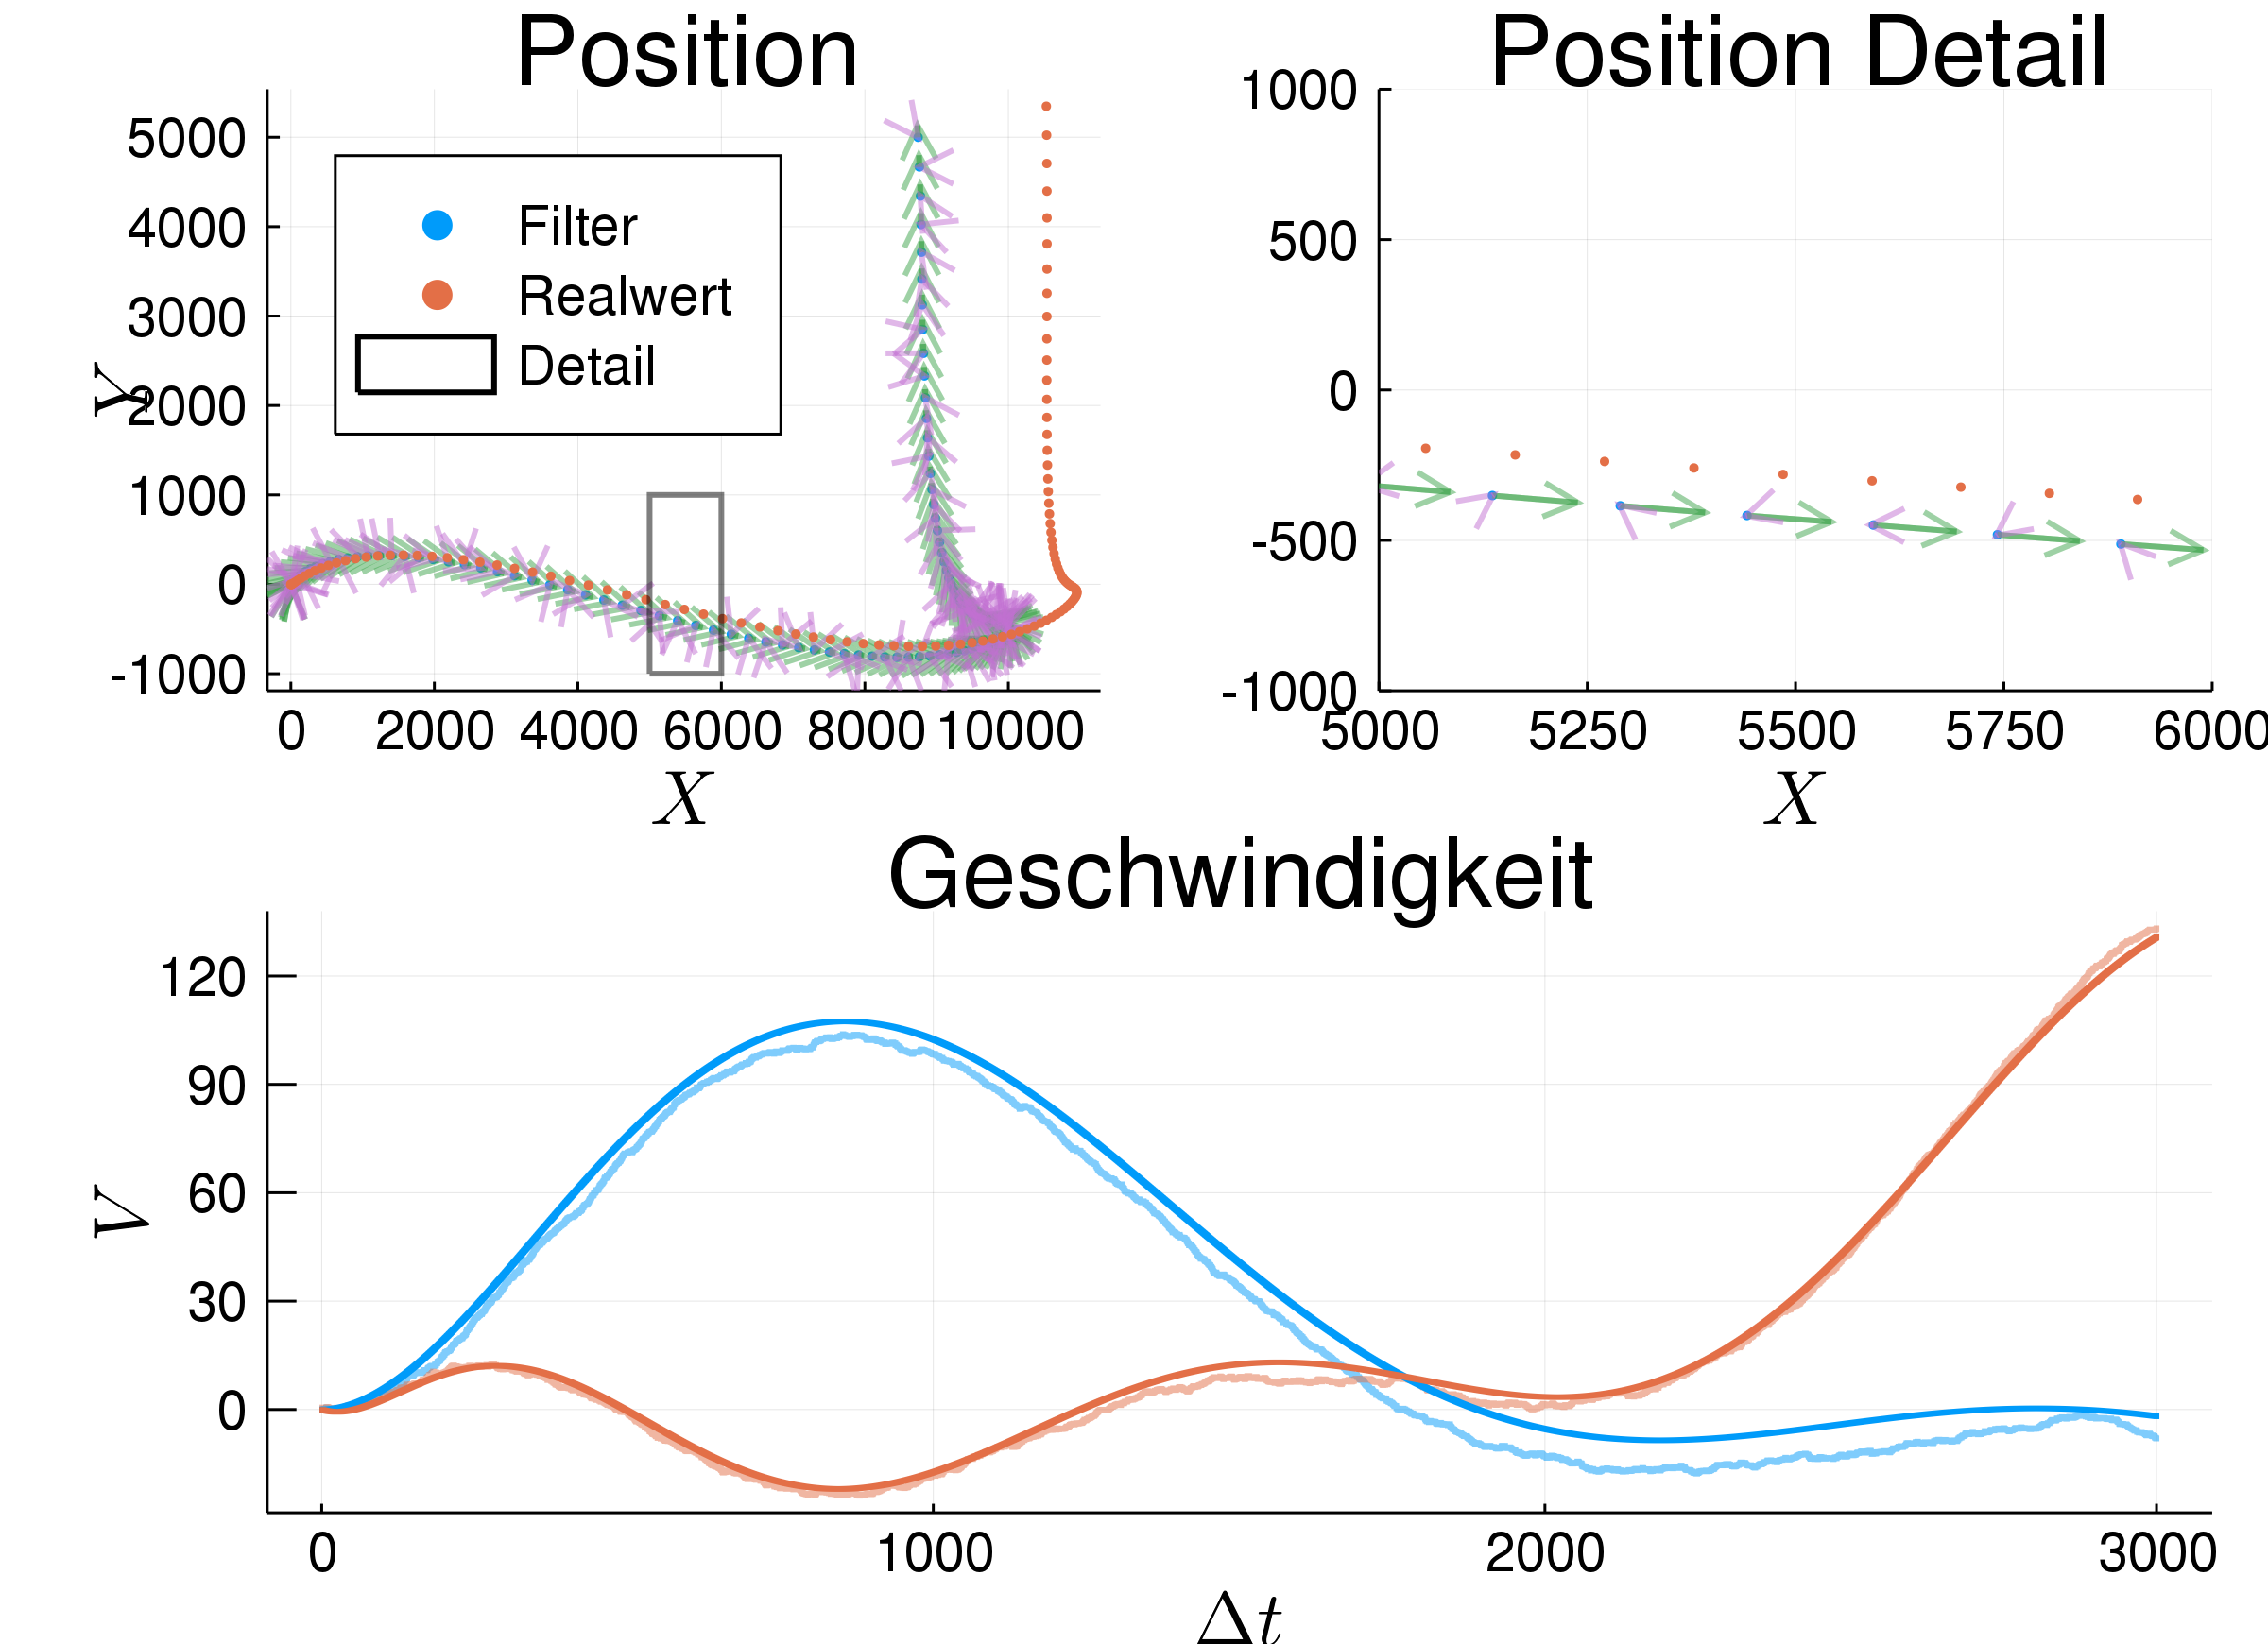 Position
5000
4000
3000
2000
1000
0
-1000
Y
Filter
Realwert
Detail
0 2000 4000 6000 8000 10000
X
Position Detail
1000
500
0
-500
-1000
5000 5250 5500 5750 6000
X
Geschwindigkeit
120
90
60
30
0
V
0 1000 2000 3000
Δt